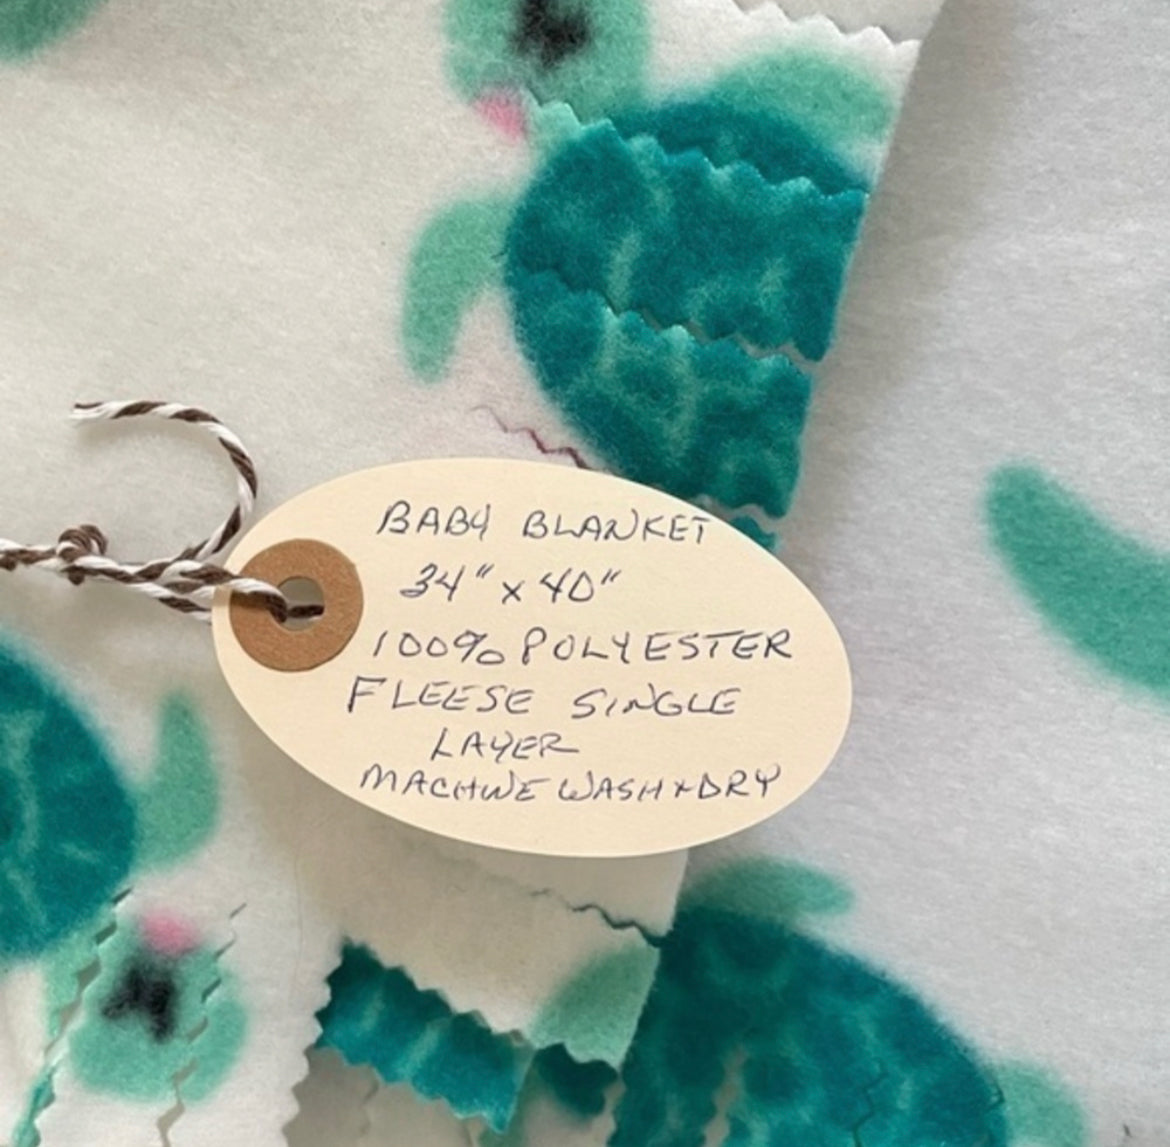 BABY BLANKET
34" x 40"
100% POLYESTER
FLEESE SINGLE
LAYER
MACHINE WASH + DRY